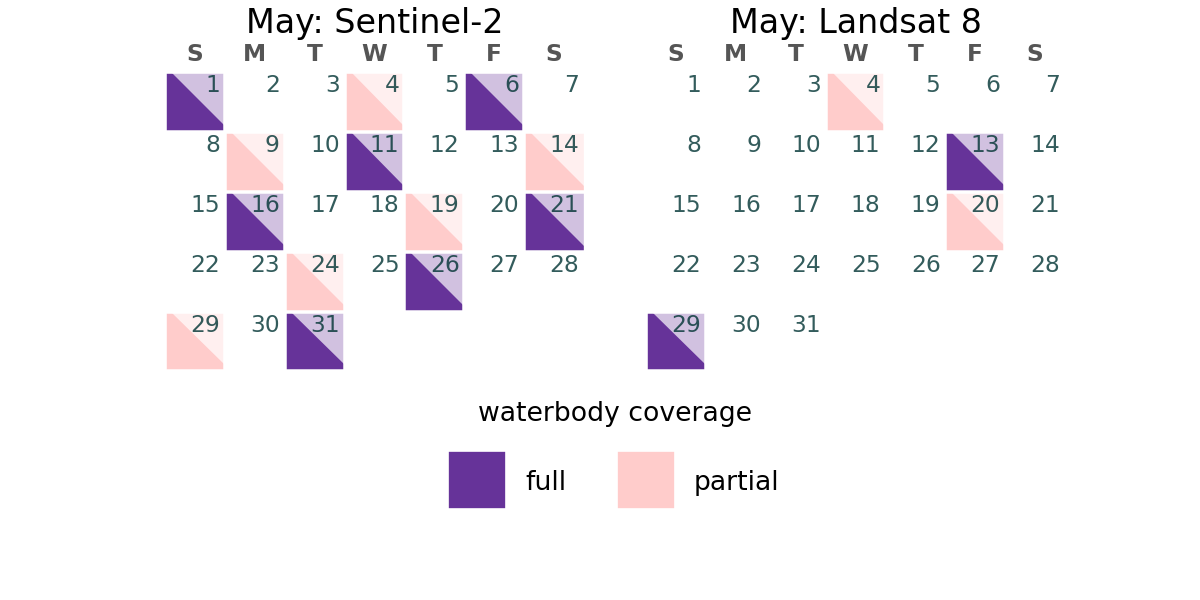 May: Sentinel-2
S M T W T F S
1 2 3 4 5 6 7
8 9 10 11 12 13 14
15 16 17 18 19 20 21
22 23 24 25 26 27 28
29 30 31
May: Landsat 8
S M T W T F S
1 2 3 4 5 6 7
8 9 10 11 12 13 14
15 16 17 18 19 20 21
22 23 24 25 26 27 28
29 30 31
waterbody coverage
full partial